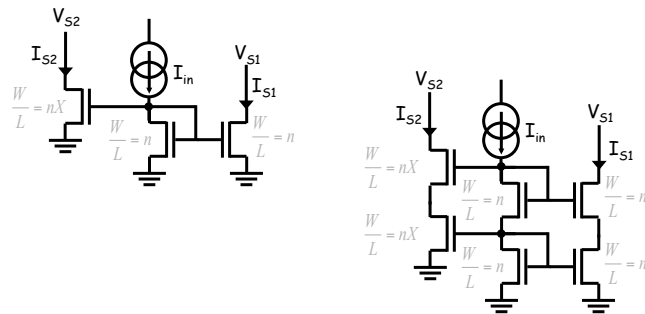 V_S2
I_S2
I_in
V_S1
I_S1
W/L = nX
W/L = n
W/L = n
V_S2
I_S2
I_in
V_S1
I_S1
W/L = nX
W/L = n
W/L = n
W/L = nX
W/L = n
W/L = n